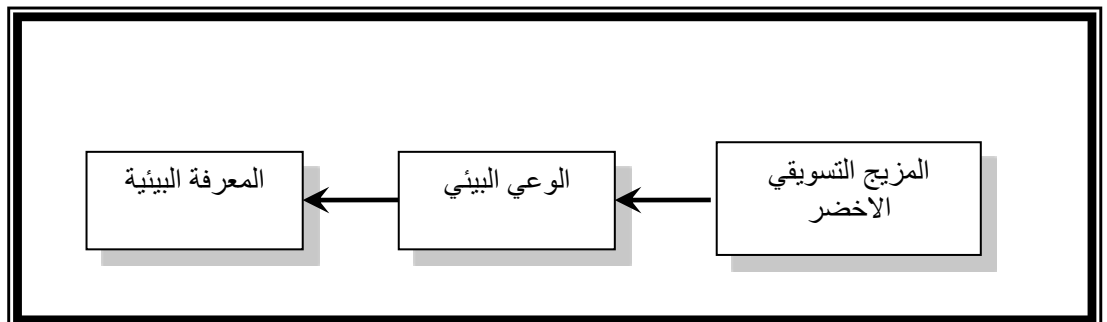 المزيج التسويقي
الاخضر
الوعي البيئي
المعرفة البيئية